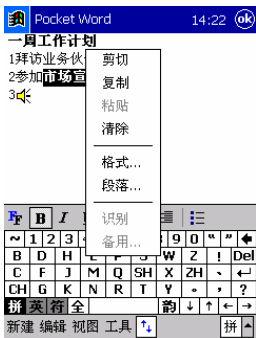 Pocket Word 14:22 ok
一周工作计划
1拜访业务伙
2参加市场宣
3
剪切
复制
粘贴
清除
格式...
段落...
识别
备用...
FF B I
~ 1 2 3 8 9 0 " " 
B D H W Z ! Del
C F J M Q SH X ZH 、
CH G K N R T Y 。 , ?
拼 英 符 全 韵 ↓ ↑ ← →
新建 编辑 视图 工具 拼